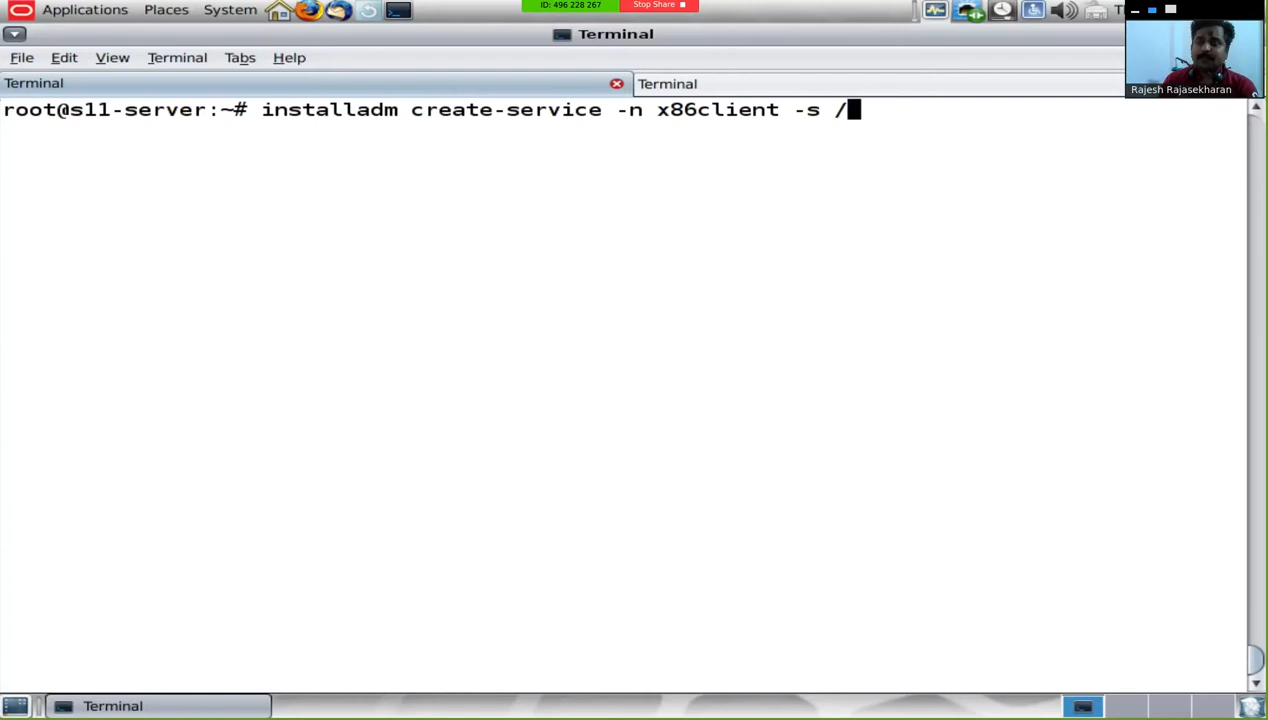 Applications Places System
ID: 496 228 267 Stop Share
Terminal
File Edit View Terminal Tabs Help
Rajesh Rajasekharan
Terminal
Terminal
root@s11-server:~# installadm create-service -n x86client -s /
Terminal